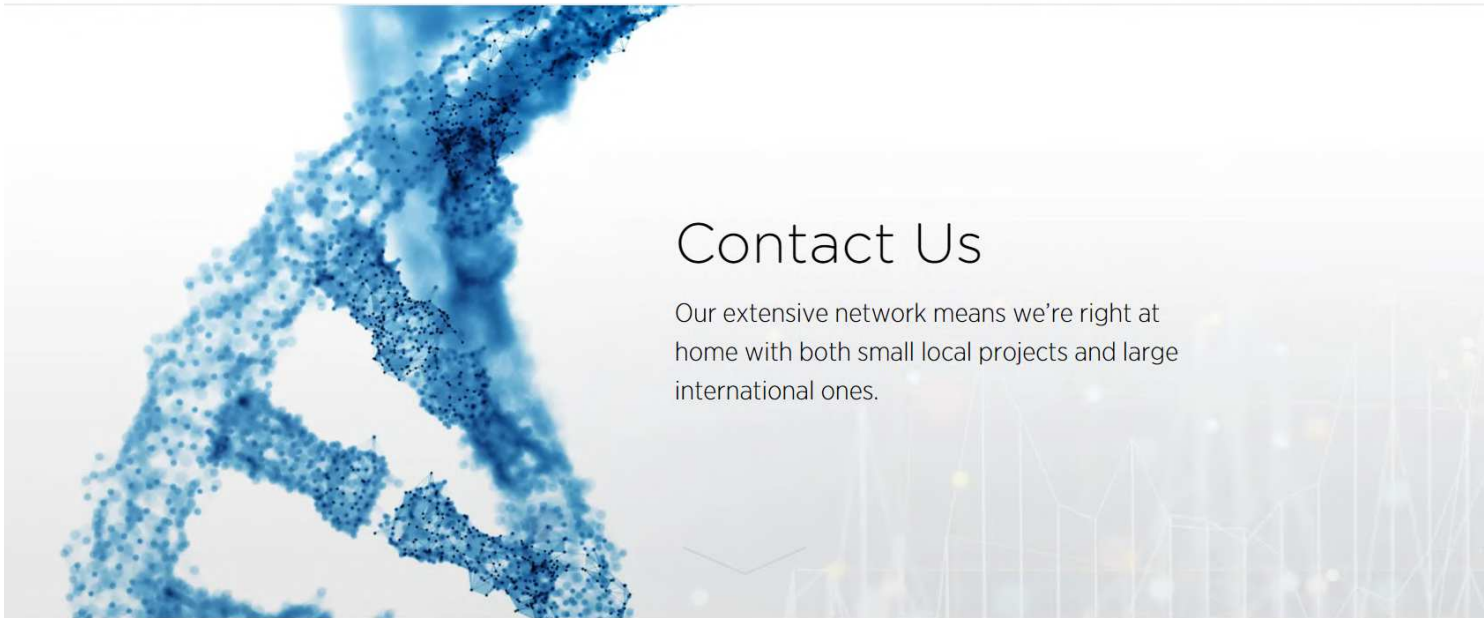 Contact Us
Our extensive network means we’re right at
home with both small local projects and large
international ones.